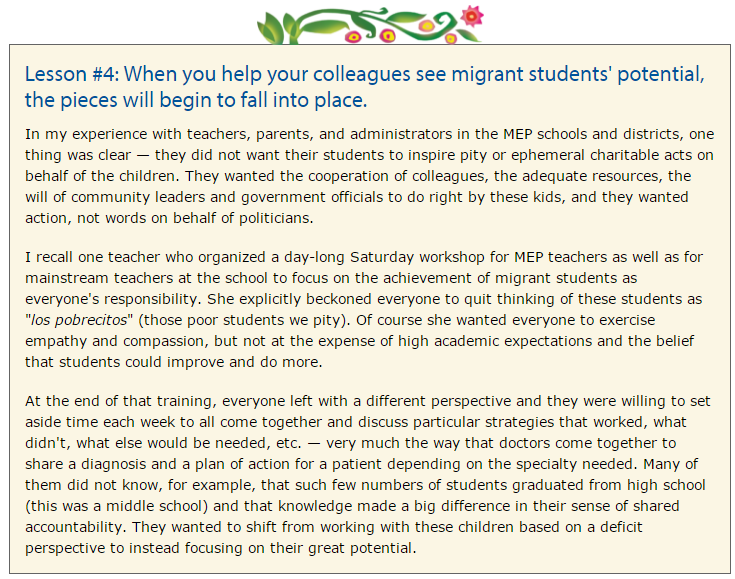 Lesson #4: When you help your colleagues see migrant students' potential,
the pieces will begin to fall into place.
In my experience with teachers, parents, and administrators in the MEP schools and districts, one
thing was clear — they did not want their students to inspire pity or ephemeral charitable acts on
behalf of the children. They wanted the cooperation of colleagues, the adequate resources, the
will of community leaders and government officials to do right by these kids, and they wanted
action, not words on behalf of politicians.
I recall one teacher who organized a day-long Saturday workshop for MEP teachers as well as for
mainstream teachers at the school to focus on the achievement of migrant students as
everyone's responsibility. She explicitly beckoned everyone to quit thinking of these students as
"los pobrecitos" (those poor students we pity). Of course she wanted everyone to exercise
empathy and compassion, but not at the expense of high academic expectations and the belief
that students could improve and do more.
At the end of that training, everyone left with a different perspective and they were willing to set
aside time each week to all come together and discuss particular strategies that worked, what
didn't, what else would be needed, etc. — very much the way that doctors come together to
share a diagnosis and a plan of action for a patient depending on the specialty needed. Many of
them did not know, for example, that such few numbers of students graduated from high school
(this was a middle school) and that knowledge made a big difference in their sense of shared
accountability. They wanted to shift from working with these children based on a deficit
perspective to instead focusing on their great potential.